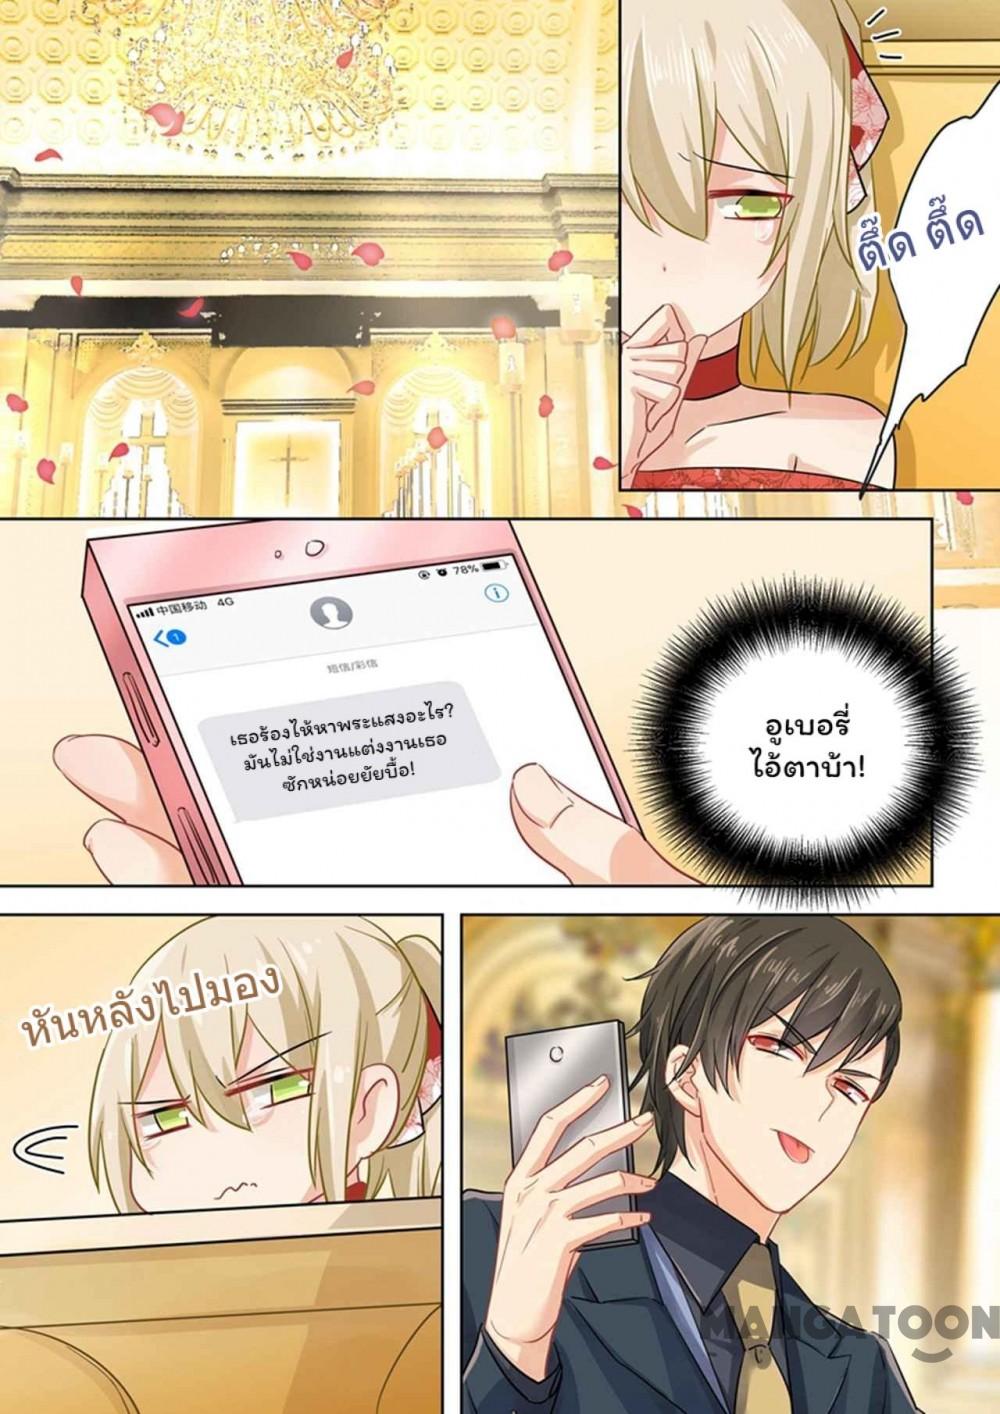 ตี๊ด ตี๊ด
中国移动 4G
78%
1
短信/彩信
เธอร้องไห้หาพระแสงอะไร?
มันไม่ใช่งานแต่งงานเธอ
ซักหน่อยยัยบื้อ!
อูเบอรี่
ไอ้ตาบ้า!
หันหลังไปมอง
MANGATOON